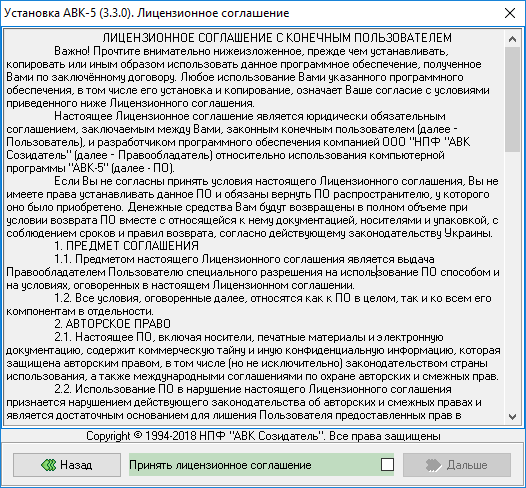 Установка АВК-5 (3.3.0). Лицензионное соглашение
ЛИЦЕНЗИОННОЕ СОГЛАШЕНИЕ С КОНЕЧНЫМ ПОЛЬЗОВАТЕЛЕМ
Важно! Прочтите внимательно нижеизложенное, прежде чем устанавливать,
копировать или иным образом использовать данное программное обеспечение, полученное
Вами по заключённому договору. Любое использование Вами указанного программного
обеспечения, в том числе его установка и копирование, означает Ваше согласие с условиями
приведенного ниже Лицензионного соглашения.
Настоящее Лицензионное соглашение является юридически обязательным
соглашением, заключаемым между Вами, законным конечным пользователем (далее -
Пользователь), и разработчиком программного обеспечения компанией ООО "НПФ "АВК
Созидатель" (далее - Правообладатель) относительно использования компьютерной
программы "АВК-5" (далее - ПО).
Если Вы не согласны принять условия настоящего Лицензионного соглашения, Вы не
имеете права устанавливать данное ПО и обязаны вернуть ПО распространителю, у которого
оно было приобретено. Денежные средства Вам будут возвращены в полном объеме при
условии возврата ПО вместе с относящейся к нему документацией, носителями и упаковкой, с
соблюдением сроков и правил возврата, согласно действующему законодательству Украины.
1. ПРЕДМЕТ СОГЛАШЕНИЯ
1.1. Предметом настоящего Лицензионного соглашения является выдача
Правообладателем Пользователю специального разрешения на использование ПО способом и
на условиях, оговоренных в настоящем Лицензионном соглашении.
1.2. Все условия, оговоренные далее, относятся как к ПО в целом, так и ко всем его
компонентам в отдельности.
2. АВТОРСКОЕ ПРАВО
2.1. Настоящее ПО, включая носители, печатные материалы и электронную
документацию, содержит коммерческую тайну и иную конфиденциальную информацию, которая
защищена авторским правом, в том числе (но не исключительно) законодательством страны
использования, а также международными соглашениями по охране авторских и смежных прав.
2.2. Использование ПО в нарушение настоящего Лицензионного соглашения
признается нарушением действующего законодательства об авторских и смежных правах и
является достаточным основанием для лишения Пользователя предоставленных прав в
Copyright © 1994-2018 НПФ "АВК Созидатель". Все права защищены
Назад
Принять лицензионное соглашение
Дальше